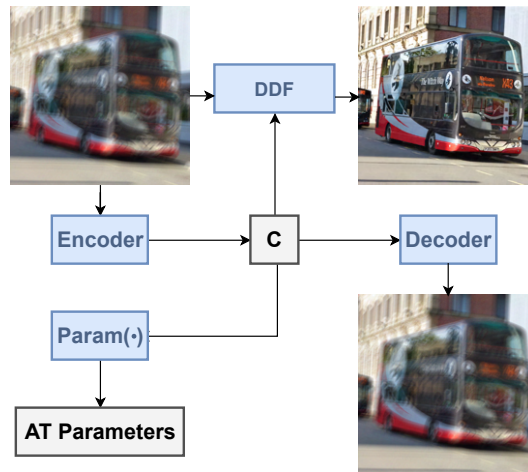 DDF
Encoder
C
Decoder
Param(·)
AT Parameters